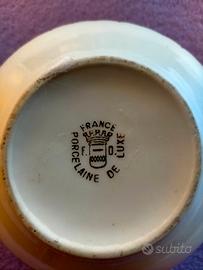 FRANCE
F. D.
PORCELAINE DE LUXE
subito